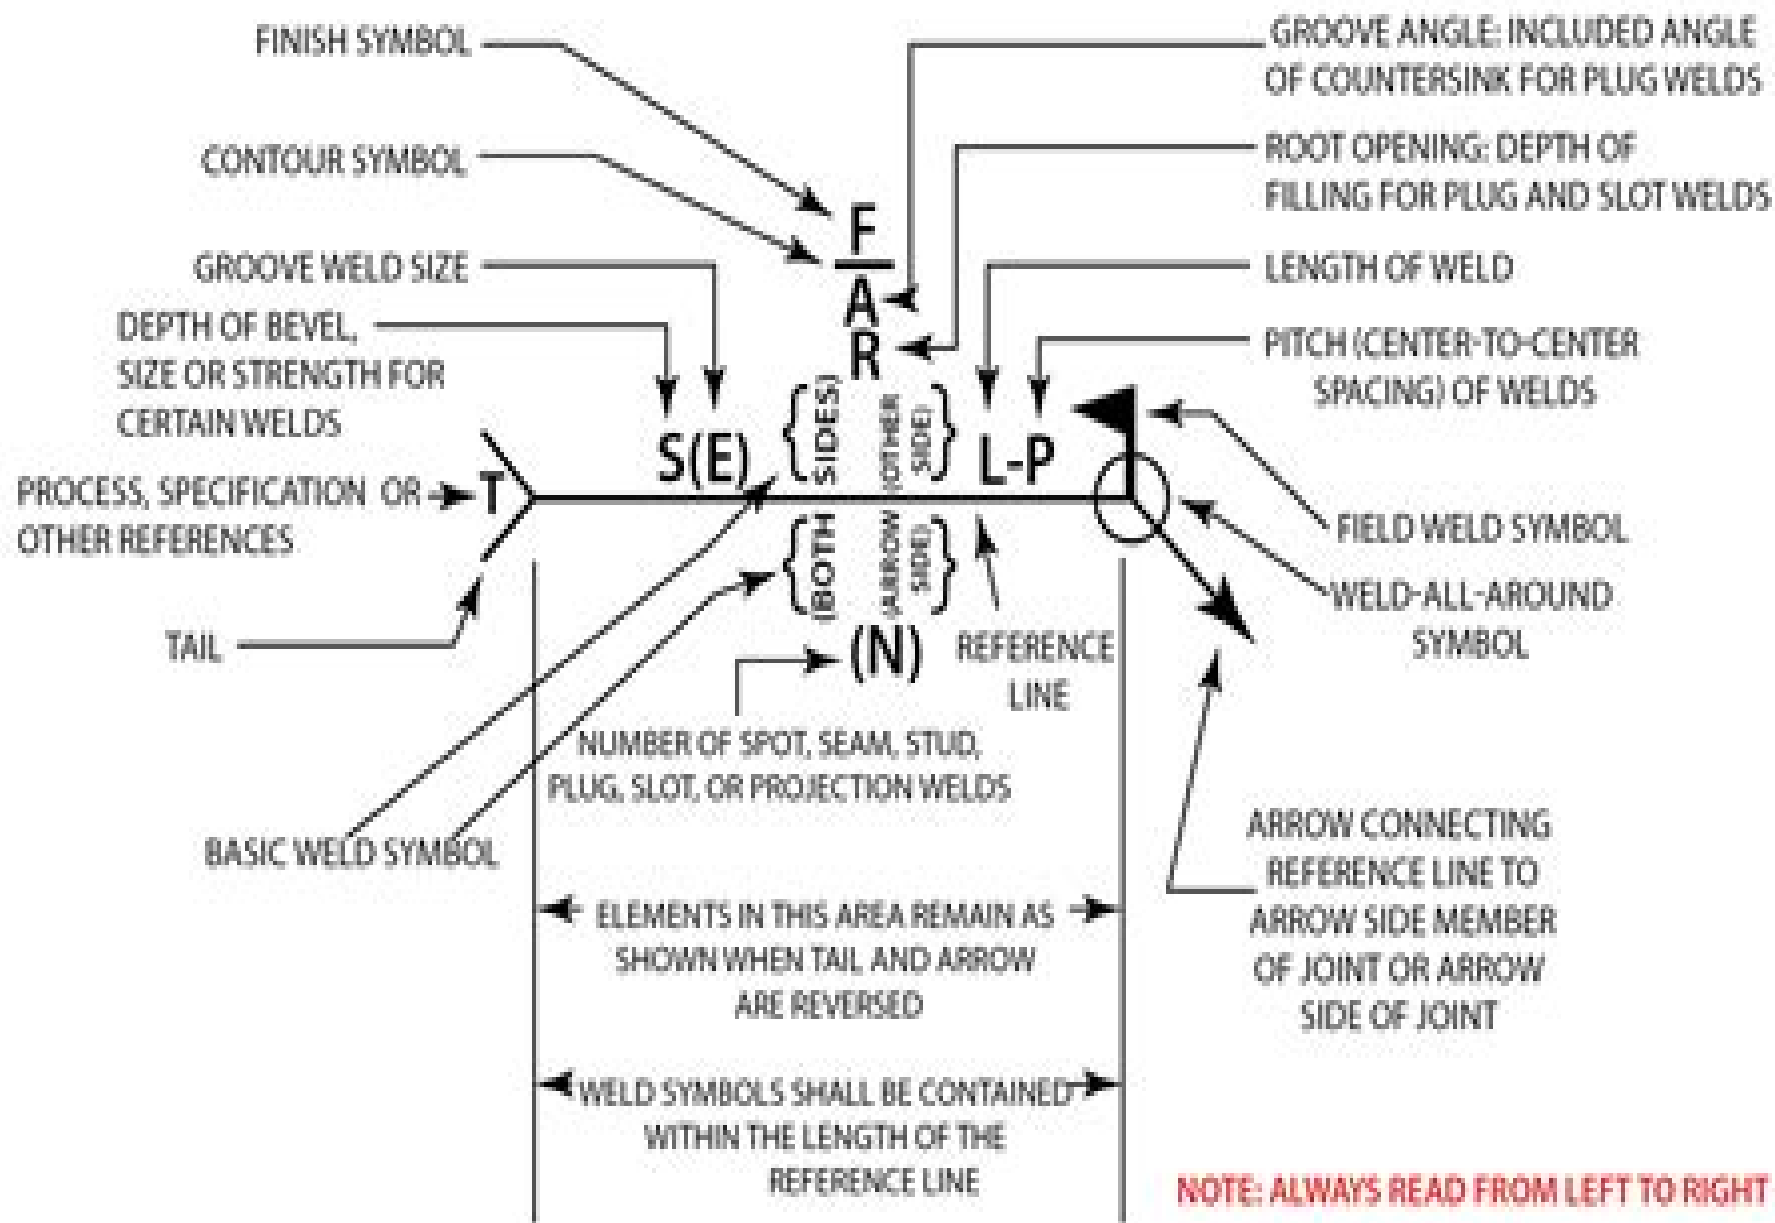 FINISH SYMBOL
GROOVE ANGLE: INCLUDED ANGLE
OF COUNTERSINK FOR PLUG WELDS
CONTOUR SYMBOL
ROOT OPENING: DEPTH OF
FILLING FOR PLUG AND SLOT WELDS
F
A
R
GROOVE WELD SIZE
LENGTH OF WELD
DEPTH OF BEVEL,
SIZE OR STRENGTH FOR
CERTAIN WELDS
PITCH (CENTER-TO-CENTER
SPACING) OF WELDS
S(E)
SIDES)
(OTHER
SIDE)
L-P
PROCESS, SPECIFICATION OR
OTHER REFERENCES
T
(BOTH
(ARROW
SIDE)
FIELD WELD SYMBOL
WELD-ALL-AROUND
SYMBOL
TAIL
(N)
REFERENCE
LINE
NUMBER OF SPOT, SEAM, STUD,
PLUG, SLOT, OR PROJECTION WELDS
BASIC WELD SYMBOL
ARROW CONNECTING
REFERENCE LINE TO
ARROW SIDE MEMBER
OF JOINT OR ARROW
SIDE OF JOINT
ELEMENTS IN THIS AREA REMAIN AS
SHOWN WHEN TAIL AND ARROW
ARE REVERSED
WELD SYMBOLS SHALL BE CONTAINED
WITHIN THE LENGTH OF THE
REFERENCE LINE
NOTE: ALWAYS READ FROM LEFT TO RIGHT